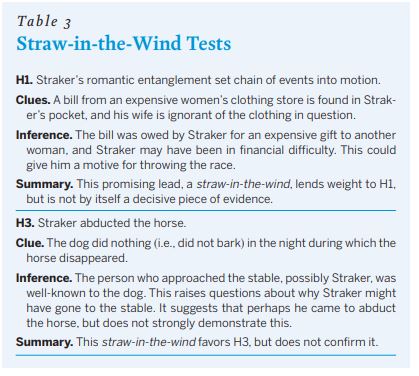 Table 3
Straw-in-the-Wind Tests
H1. Straker's romantic entanglement set chain of events into motion.
Clues. A bill from an expensive women's clothing store is found in Strak-
er's pocket, and his wife is ignorant of the clothing in question.
Inference. The bill was owed by Straker for an expensive gift to another
woman, and Straker may have been in financial difficulty. This could
give him a motive for throwing the race.
Summary. This promising lead, a straw-in-the-wind, lends weight to H1,
but is not by itself a decisive piece of evidence.
H3. Straker abducted the horse.
Clue. The dog did nothing (i.e., did not bark) in the night during which the
horse disappeared.
Inference. The person who approached the stable, possibly Straker, was
well-known to the dog. This raises questions about why Straker might
have gone to the stable. It suggests that perhaps he came to abduct
the horse, but does not strongly demonstrate this.
Summary. This straw-in-the-wind favors H3, but does not confirm it.